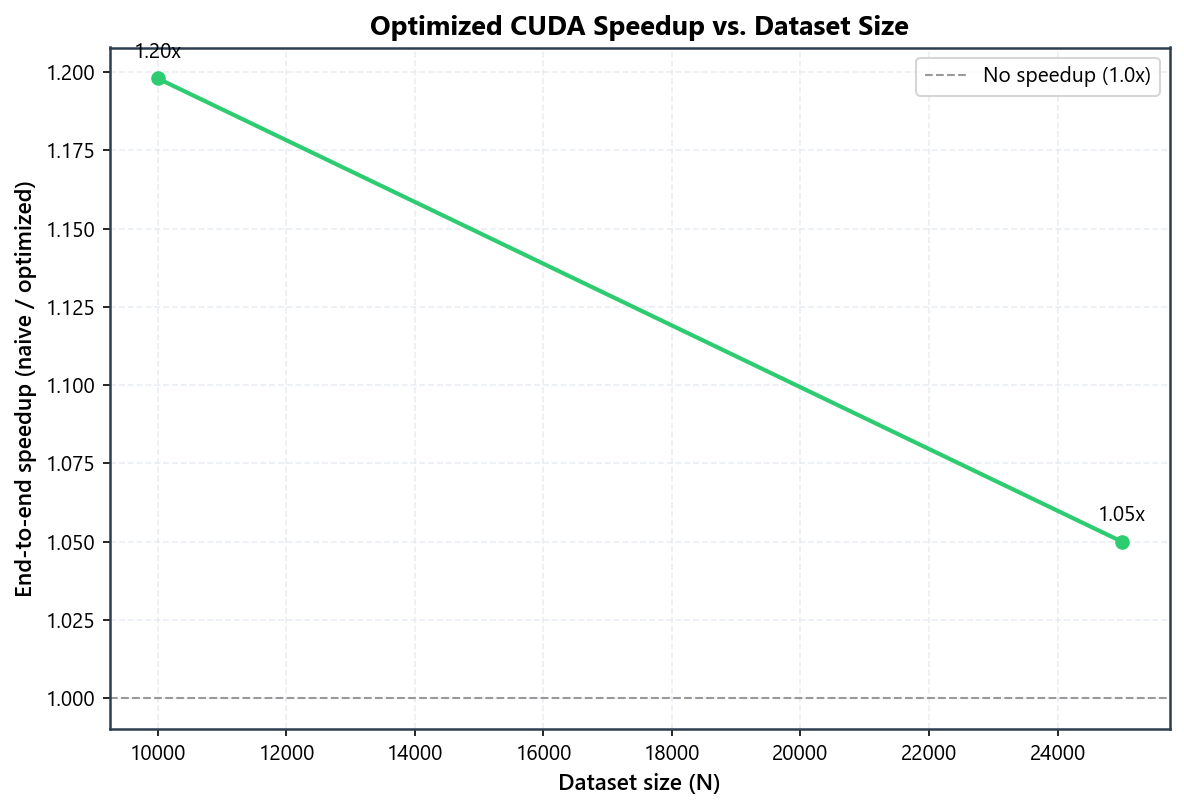 Optimized CUDA Speedup vs. Dataset Size
1.20x
No speedup (1.0x)
1.200
1.175
1.150
1.125
1.100
1.075
1.050
1.025
1.000
End-to-end speedup (naive / optimized)
1.05x
10000 12000 14000 16000 18000 20000 22000 24000
Dataset size (N)